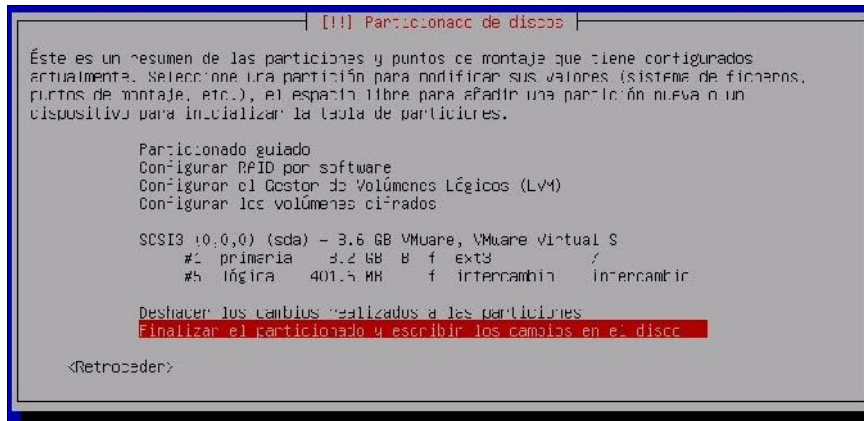 [!!] Particionado de discos
Éste es un resumen de las particiones y puntos de montaje que tiene configurados
actualmente. Seleccione una partición para modificar sus valores (sistema de ficheros,
puntos de montaje, etc.), el espacio libre para añadir una partición nueva o un
dispositivo para inicializar la tabla de particiones.
Particionado guiado
Configurar RAID por software
Configurar el Gestor de Volúmenes Lógicos (LVM)
Configurar los volúmenes cifrados
SCSI3 (0,0,0) (sda) - 3.6 GB VMware, VMware Virtual S
#1 primaria 3.2 GB B f ext3 /
#5 lógica 401.5 MB f intercambio intercambio
Deshacer los cambios realizados a las particiones
Finalizar el particionado y escribir los cambios en el disco
<Retroceder>